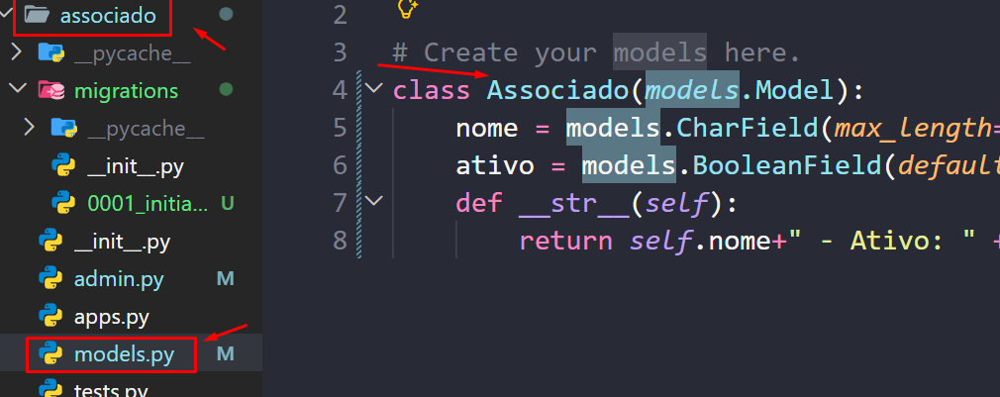 associado
__pycache__
migrations
__pycache__
__init__.py
0001_initia...
U
__init__.py
admin.py
M
apps.py
models.py
M
tests.py
2
3 # Create your models here.
4 class Associado(models.Model):
5 nome = models.CharField(max_length=
6 ativo = models.BooleanField(default
7 def __str__(self):
8 return self.nome+" - Ativo: " +